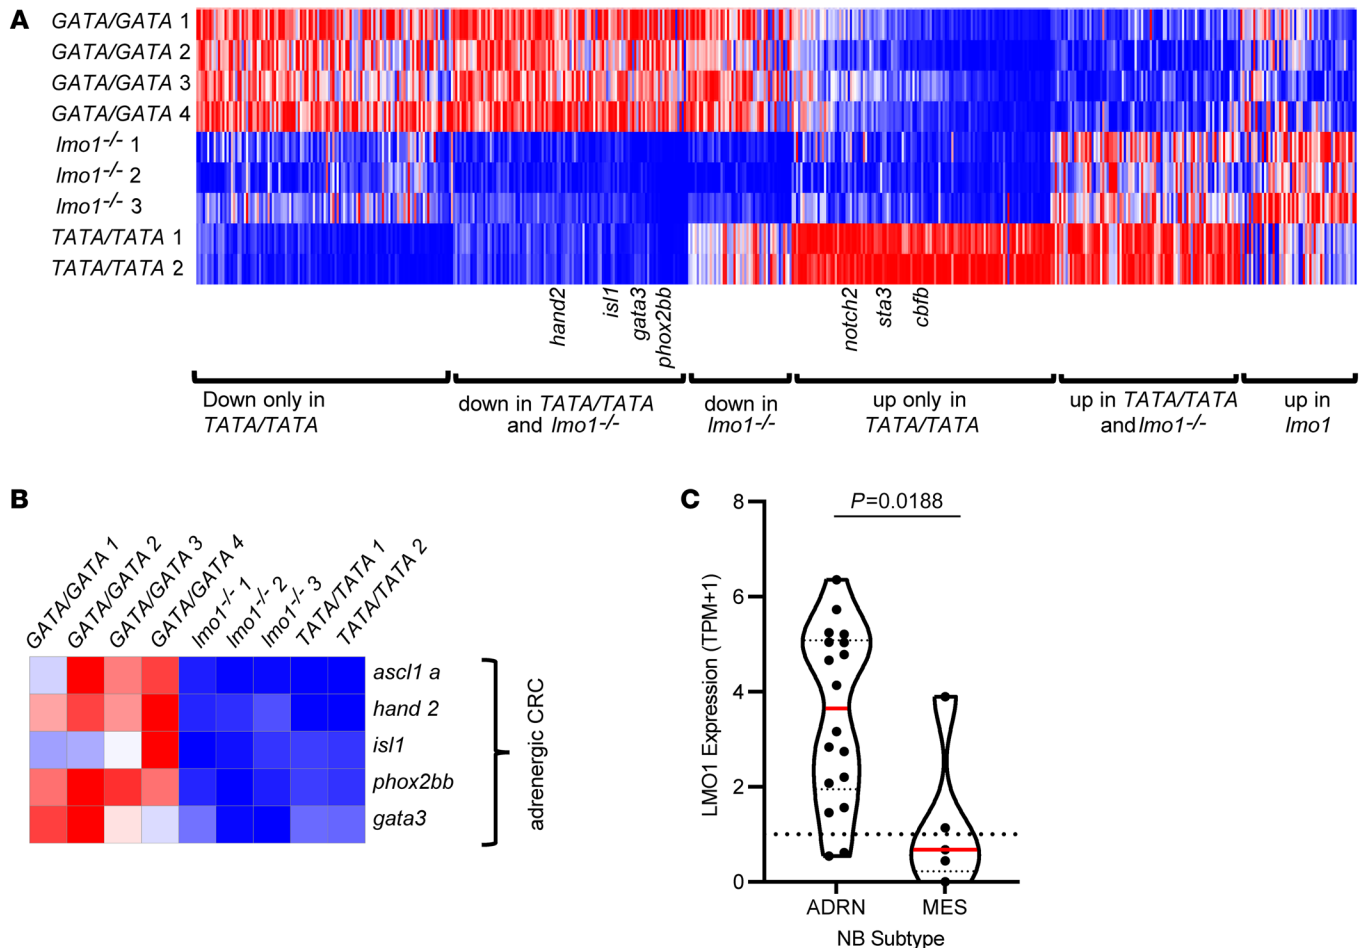 A
GATA/GATA 1
GATA/GATA 2
GATA/GATA 3
GATA/GATA 4
lmo1-/- 1
lmo1-/- 2
lmo1-/- 3
TATA/TATA 1
TATA/TATA 2
hand2
isl1
gata3
phox2bb
notch2
sta3
cbfb
Down only in
TATA/TATA
down in TATA/TATA
and lmo1-/-
down in
lmo1-/-
up only in
TATA/TATA
up in TATA/TATA
and lmo1-/-
up in
lmo1
B
GATA/GATA 1
GATA/GATA 2
GATA/GATA 3
GATA/GATA 4
lmo1-/- 1
lmo1-/- 2
lmo1-/- 3
TATA/TATA 1
TATA/TATA 2
ascl1 a
hand 2
isl1
phox2bb
gata3
adrenergic CRC
C
P=0.0188
LMO1 Expression (TPM+1)
8
6
4
2
0
ADRN
MES
NB Subtype